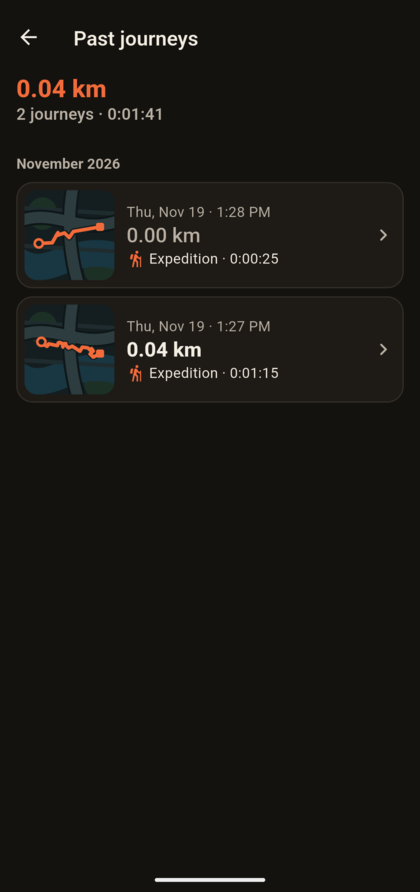 Past journeys
0.04 km
2 journeys · 0:01:41
November 2026
Thu, Nov 19 · 1:28 PM
0.00 km
Expedition · 0:00:25
Thu, Nov 19 · 1:27 PM
0.04 km
Expedition · 0:01:15